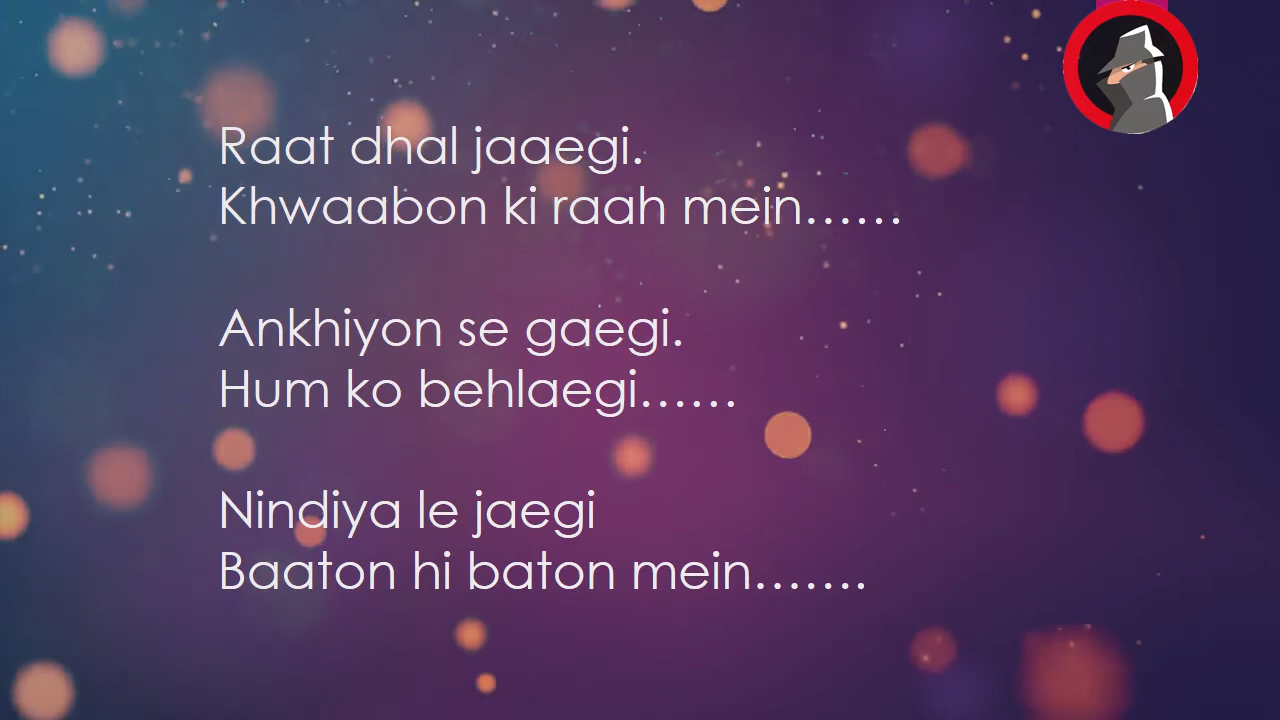 Raat dhal jaaegi.
Khwaabon ki raah mein......
Ankhiyon se gaegi.
Hum ko behlaegi......
Nindiya le jaegi
Baaton hi baton mein.......